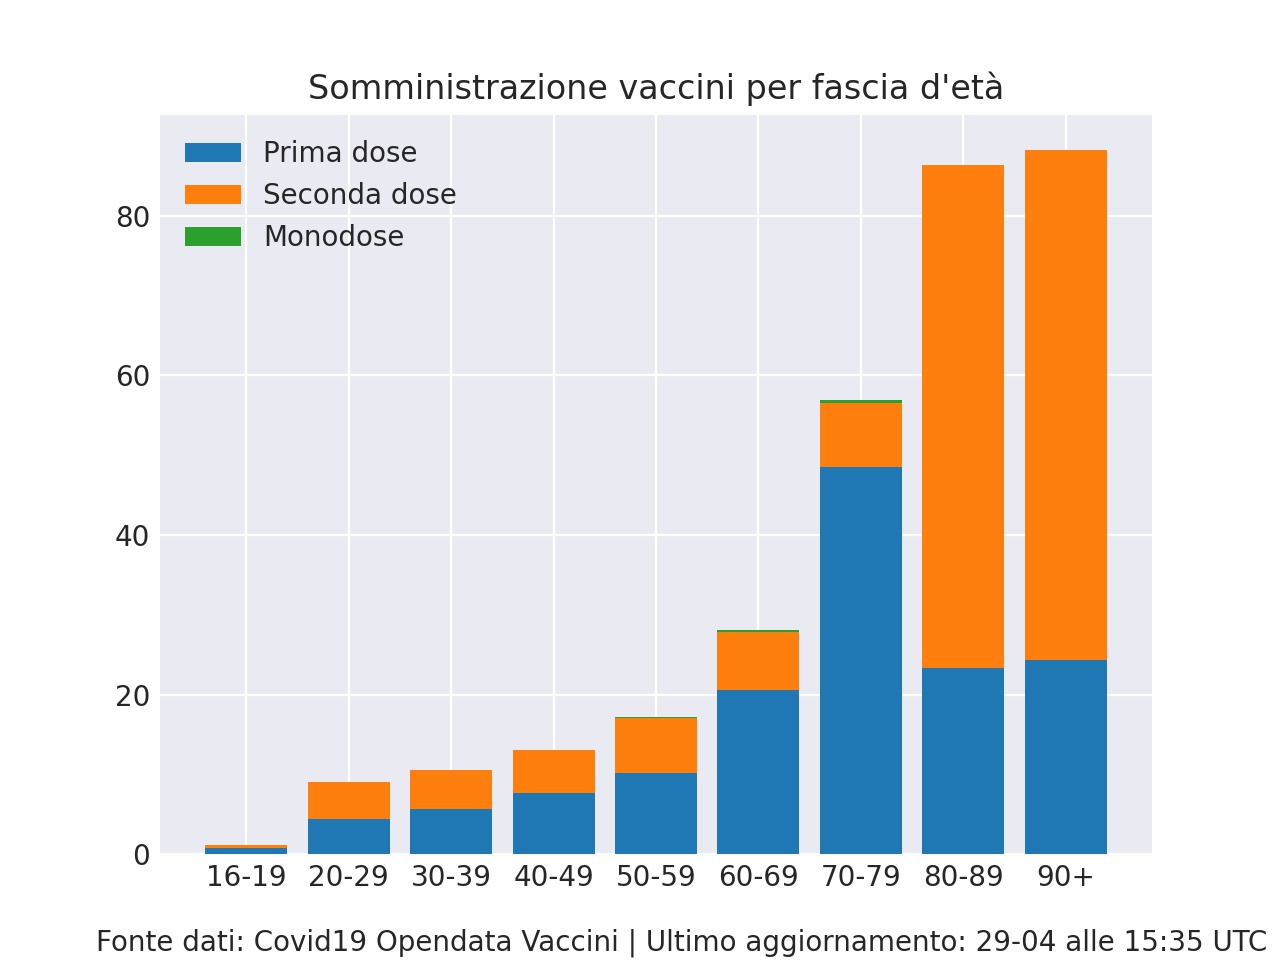 Somministrazione vaccini per fascia d'età
Prima dose
Seconda dose
Monodose
80
60
40
20
0
16-19 20-29 30-39 40-49 50-59 60-69 70-79 80-89 90+
Fonte dati: Covid19 Opendata Vaccini | Ultimo aggiornamento: 29-04 alle 15:35 UTC